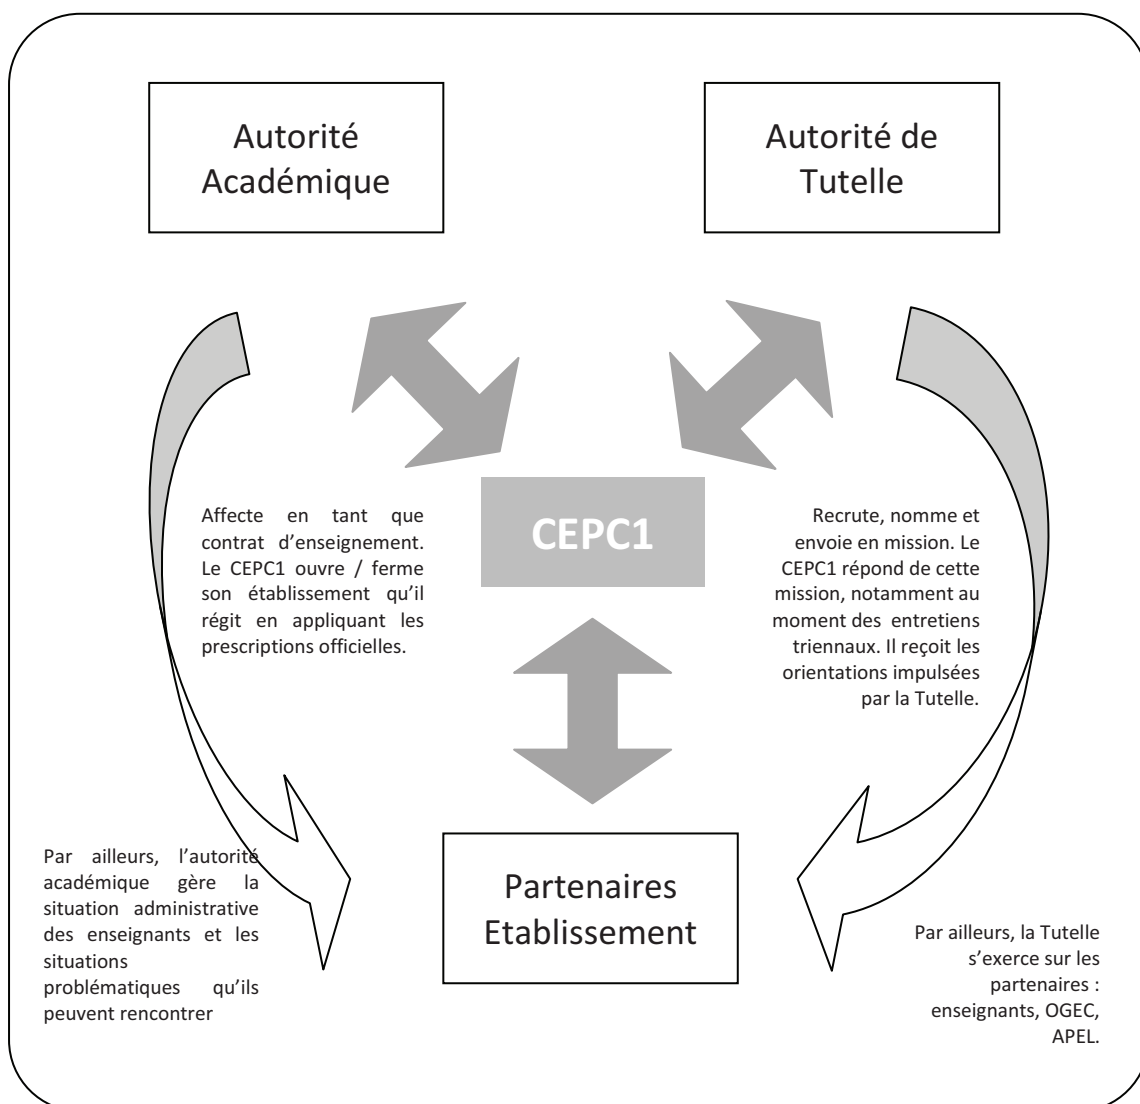 Autorité
Académique
Autorité de
Tutelle
Affecte en tant que
contrat d’enseignement.
Le CEPC1 ouvre / ferme
son établissement qu’il
régit en appliquant les
prescriptions officielles.
CEPC1
Recrute, nomme et
envoie en mission. Le
CEPC1 répond de cette
mission, notamment au
moment des entretiens
triennaux. Il reçoit les
orientations impulsées
par la Tutelle.
Par ailleurs, l’autorité
académique gère la
situation administrative
des enseignants et les
situations
problématiques qu’ils
peuvent rencontrer
Partenaires
Etablissement
Par ailleurs, la Tutelle
s’exerce sur les
partenaires :
enseignants, OGEC,
APEL.